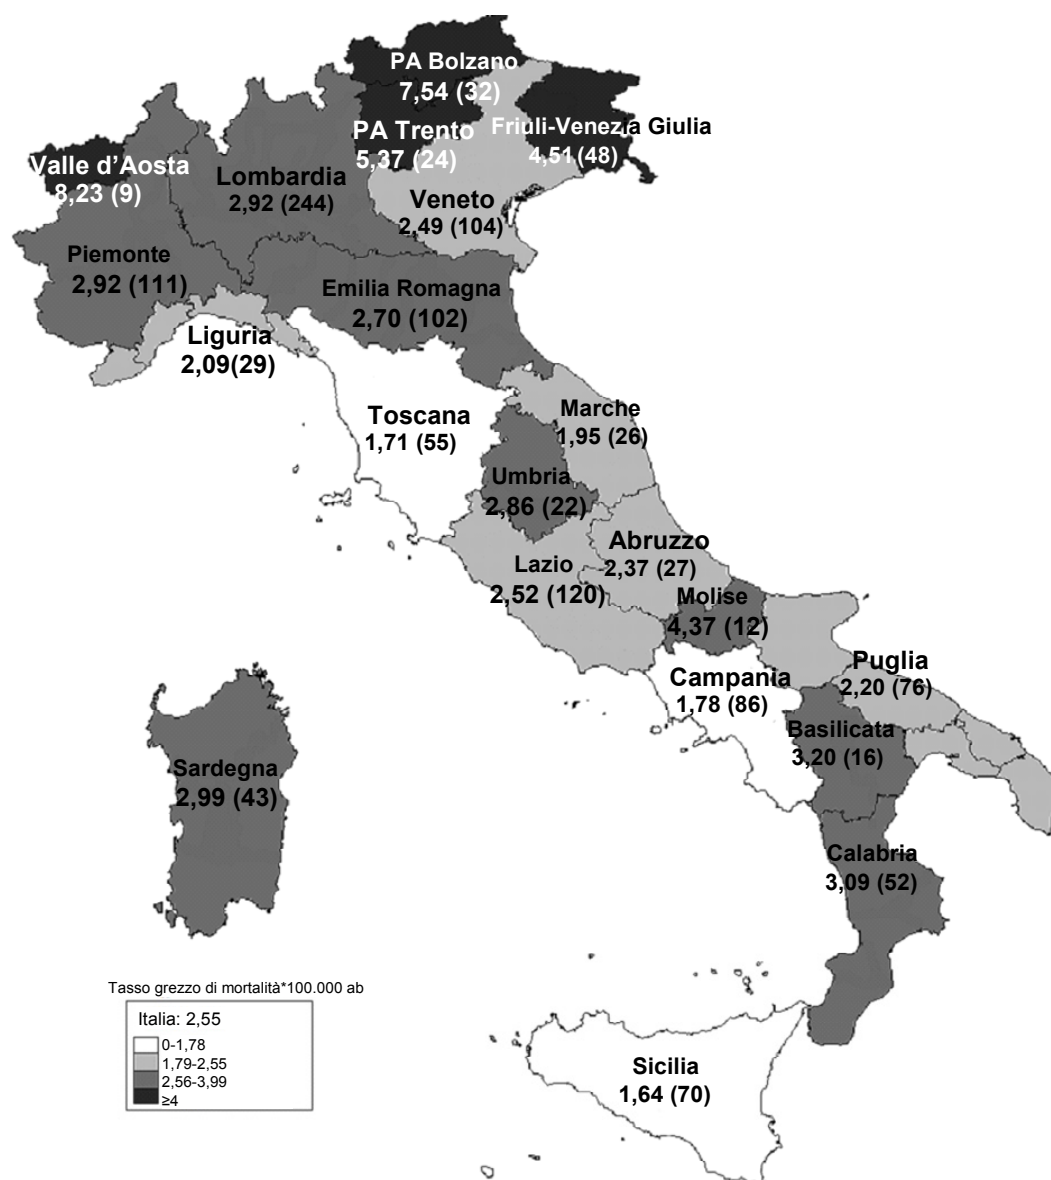 PA Bolzano
7,54 (32)
PA Trento
5,37 (24)
Friuli-Venezia Giulia
4,51(48)
Valle d’Aosta
8,23 (9)
Lombardia
2,92 (244)
Veneto
2,49 (104)
Piemonte
2,92 (111)
Emilia Romagna
2,70 (102)
Liguria
2,09(29)
Toscana
1,71 (55)
Marche
1,95 (26)
Umbria
2,86 (22)
Abruzzo
2,37 (27)
Lazio
2,52 (120)
Molise
4,37 (12)
Campania
1,78 (86)
Puglia
2,20 (76)
Basilicata
3,20 (16)
Sardegna
2,99 (43)
Calabria
3,09 (52)
Sicilia
1,64 (70)
Tasso grezzo di mortalità*100.000 ab
Italia: 2,55
0-1,78
1,79-2,55
2,56-3,99
≥4